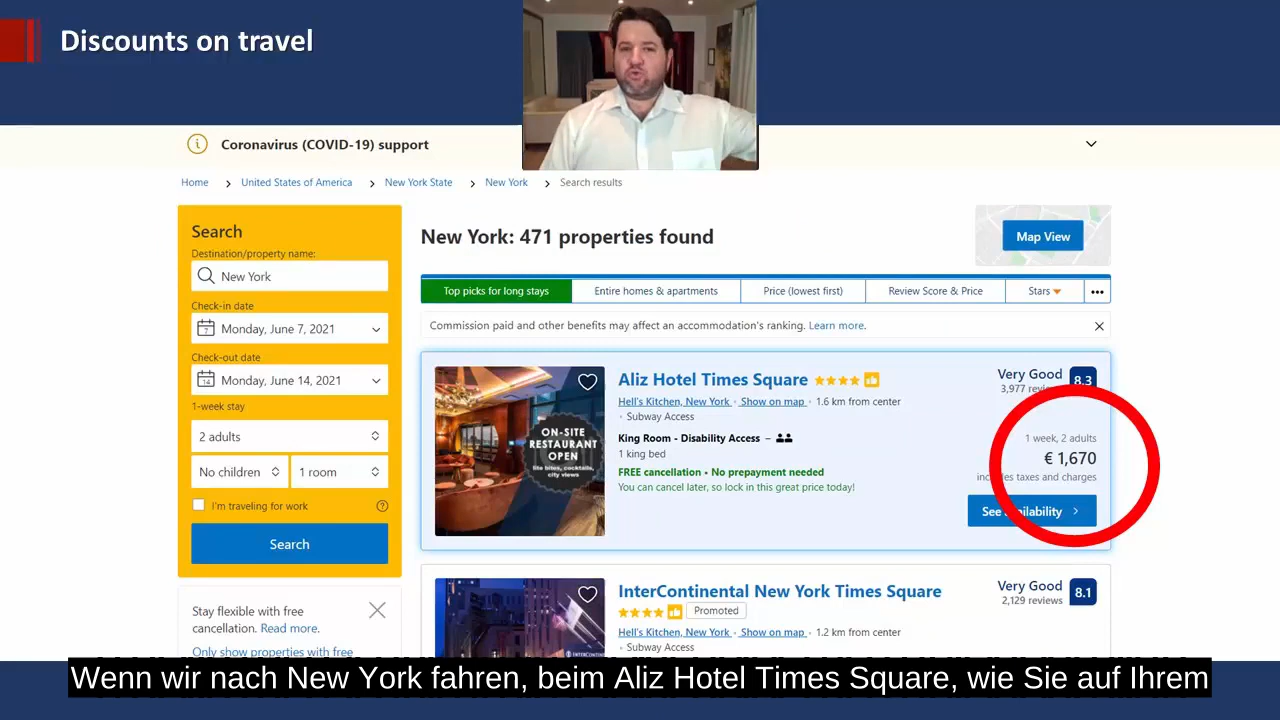 Discounts on travel
Coronavirus (COVID-19) support
Home > United States of America > New York State > New York > Search results
Search
Destination/property name:
New York
Check-in date
7
Monday, June 7, 2021
Check-out date
14
Monday, June 14, 2021
1-week stay
2 adults
No children
1 room
I'm traveling for work
Search
Stay flexible with free
cancellation. Read more.
Only show properties with free
New York: 471 properties found
Map View
Top picks for long stays
Entire homes & apartments
Price (lowest first)
Review Score & Price
Stars
Commission paid and other benefits may affect an accommodation's ranking. Learn more.
ON-SITE
RESTAURANT
OPEN
lite bites, cocktails,
city views
Aliz Hotel Times Square
Hell's Kitchen, New York · Show on map · 1.6 km from center
· Subway Access
King Room - Disability Access –
1 king bed
FREE cancellation • No prepayment needed
You can cancel later, so lock in this great price today!
Very Good
3,977
8.3
1 week, 2 adults
€ 1,670
taxes and charges
InterContinental New York Times Square
Promoted
Hell's Kitchen, New York · Show on map · 1.2 km from center
· Subway Access
Very Good
2,129 reviews
8.1
Wenn wir nach New York fahren, beim Aliz Hotel Times Square, wie Sie auf Ihrem